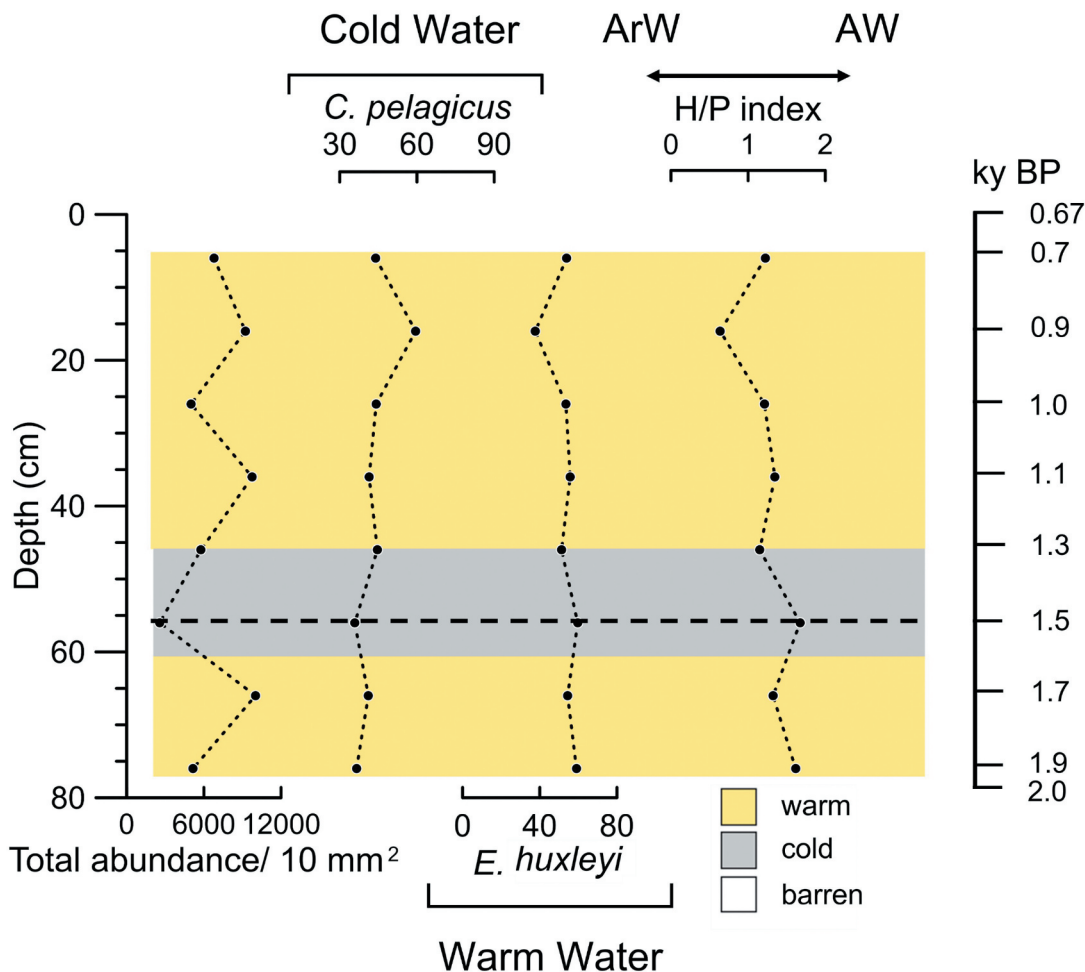 Cold Water ArW AW
C. pelagicus H/P index
30 60 90 0 1 2
ky BP
0 0.67
0.7
0.9
20
1.0
1.1
40
1.3
1.5
60
1.7
1.9
80 2.0
Depth (cm)
0 6000 12000 0 40 80
Total abundance/ 10 mm²
E. huxleyi
Warm Water
warm
cold
barren